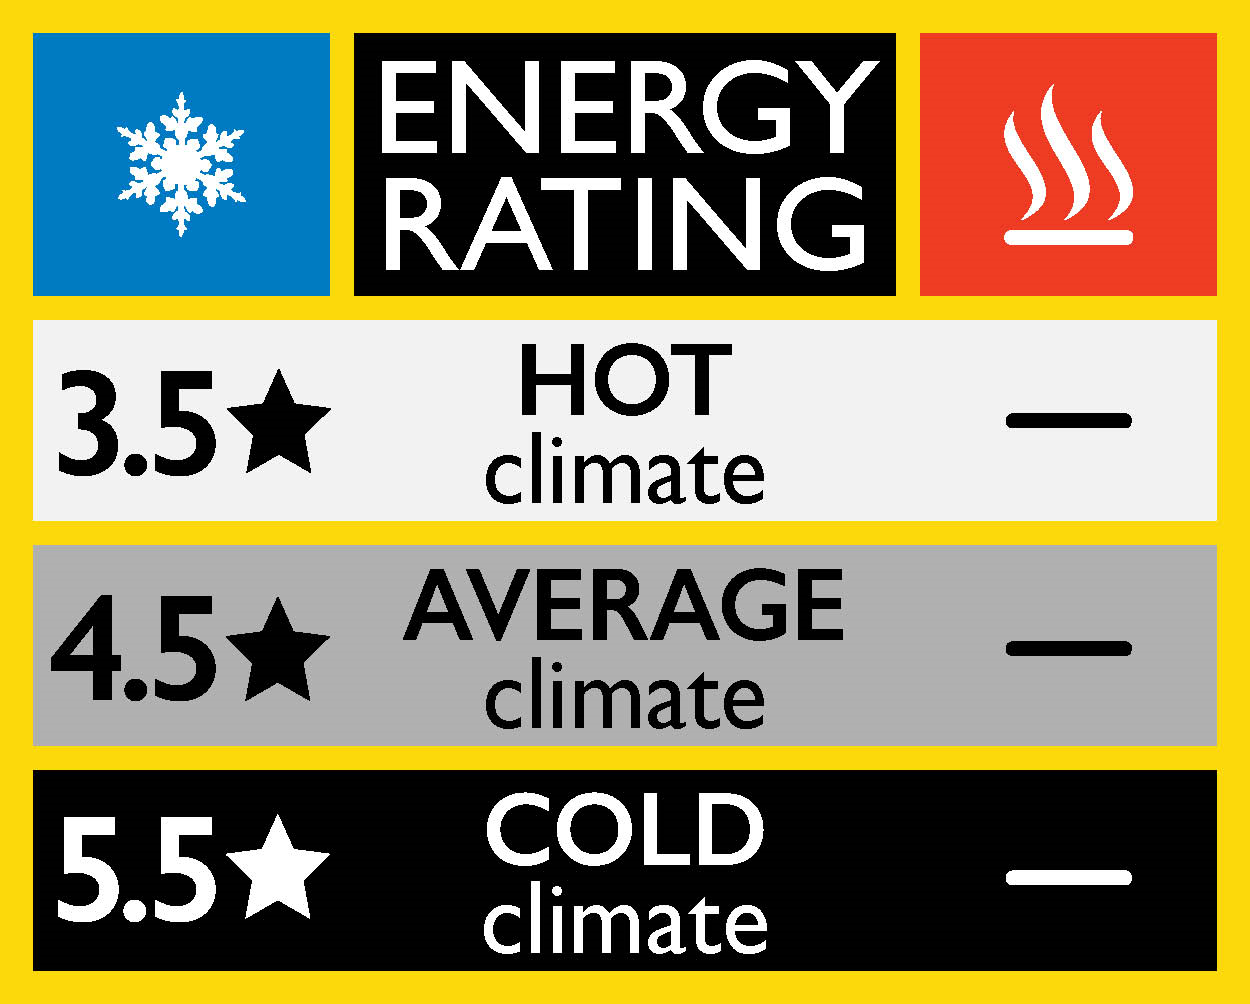 ENERGY
RATING
3.5★ HOT climate —
4.5★ AVERAGE climate —
5.5★ COLD climate —